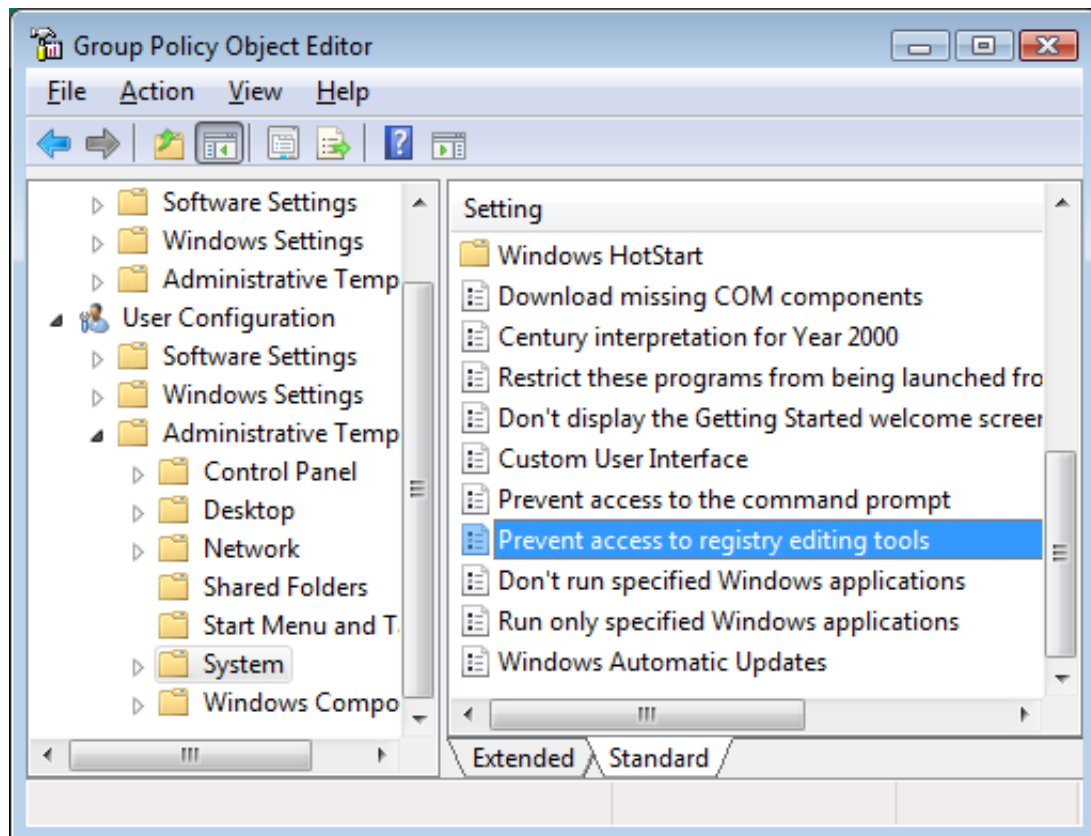 Group Policy Object Editor
File Action View Help
Software Settings
Windows Settings
Administrative Temp
User Configuration
Software Settings
Windows Settings
Administrative Temp
Control Panel
Desktop
Network
Shared Folders
Start Menu and T
System
Windows Compo
Setting
Windows HotStart
Download missing COM components
Century interpretation for Year 2000
Restrict these programs from being launched fro
Don't display the Getting Started welcome screen
Custom User Interface
Prevent access to the command prompt
Prevent access to registry editing tools
Don't run specified Windows applications
Run only specified Windows applications
Windows Automatic Updates
Extended Standard